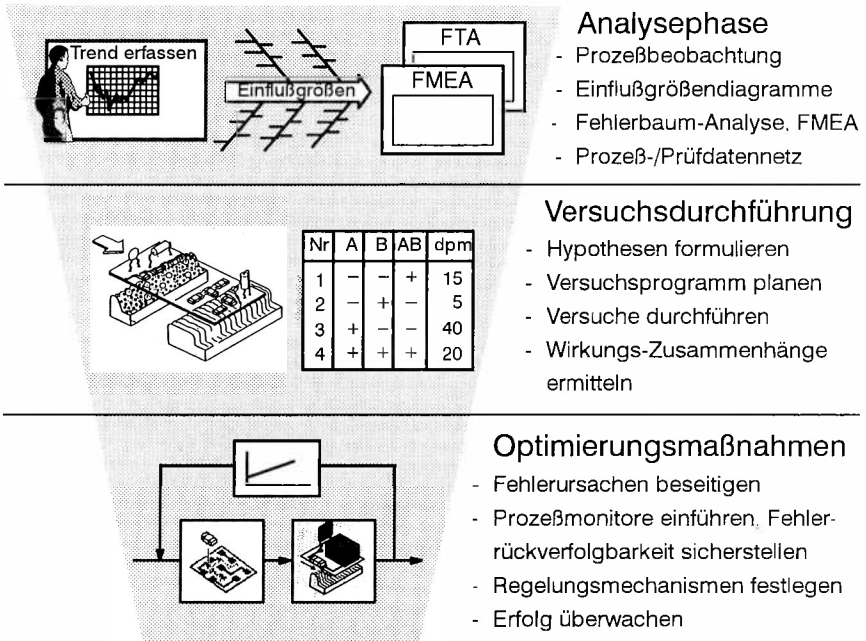 Trend erfassen
Einflußgrößen
FTA
FMEA
Analysephase
- Prozeßbeobachtung
- Einflußgrößendiagramme
- Fehlerbaum-Analyse, FMEA
- Prozeß-/Prüfdatennetz
Nr A B AB dpm
1 − − + 15
2 − + − 5
3 + − − 40
4 + + + 20
Versuchsdurchführung
- Hypothesen formulieren
- Versuchsprogramm planen
- Versuche durchführen
- Wirkungs-Zusammenhänge
ermitteln
Optimierungsmaßnahmen
- Fehlerursachen beseitigen
- Prozeßmonitore einführen, Fehler-
rückverfolgbarkeit sicherstellen
- Regelungsmechanismen festlegen
- Erfolg überwachen